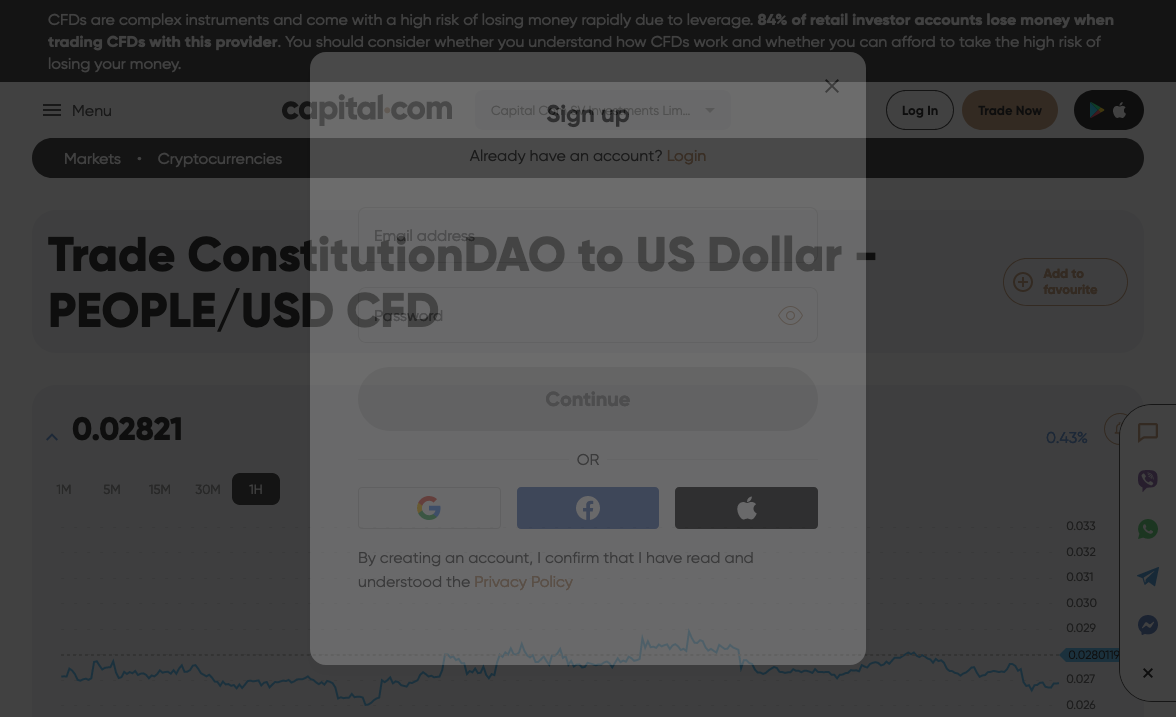 CFDs are complex instruments and come with a high risk of losing money rapidly due to leverage. 84% of retail investor accounts lose money when
trading CFDs with this provider. You should consider whether you understand how CFDs work and whether you can afford to take the high risk of
losing your money.
Menu
capital.com
Log In
Trade Now
Sign up
Markets
Cryptocurrencies
Already have an account? Login
Email address
Trade ConstitutionDAO to US Dollar -
PEOPLE/USD CFD
Add to
favourite
Password
Continue
0.02821
0.43%
OR
1M
5M
15M
30M
1H
By creating an account, I confirm that I have read and
understood the Privacy Policy
0.033
0.032
0.031
0.030
0.029
0.0280119
0.027
0.026